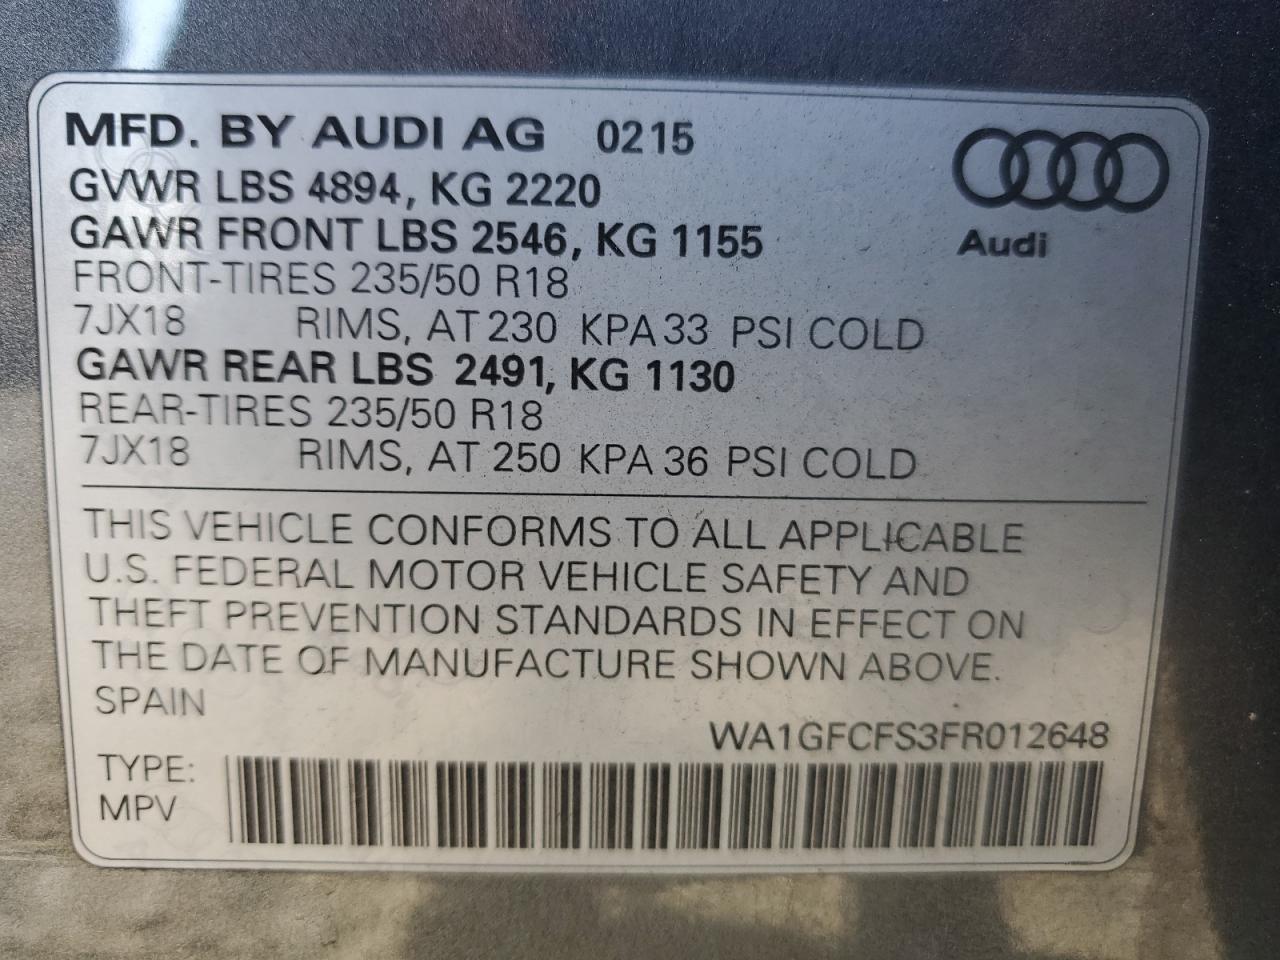 MFD. BY AUDI AG 0215
GVWR LBS 4894, KG 2220
GAWR FRONT LBS 2546, KG 1155
FRONT-TIRES 235/50 R18
7JX18 RIMS, AT 230 KPA 33 PSI COLD
GAWR REAR LBS 2491, KG 1130
REAR-TIRES 235/50 R18
7JX18 RIMS, AT 250 KPA 36 PSI COLD
Audi
THIS VEHICLE CONFORMS TO ALL APPLICABLE
U.S. FEDERAL MOTOR VEHICLE SAFETY AND
THEFT PREVENTION STANDARDS IN EFFECT ON
THE DATE OF MANUFACTURE SHOWN ABOVE.
SPAIN
WA1GFCFS3FR012648
TYPE:
MPV